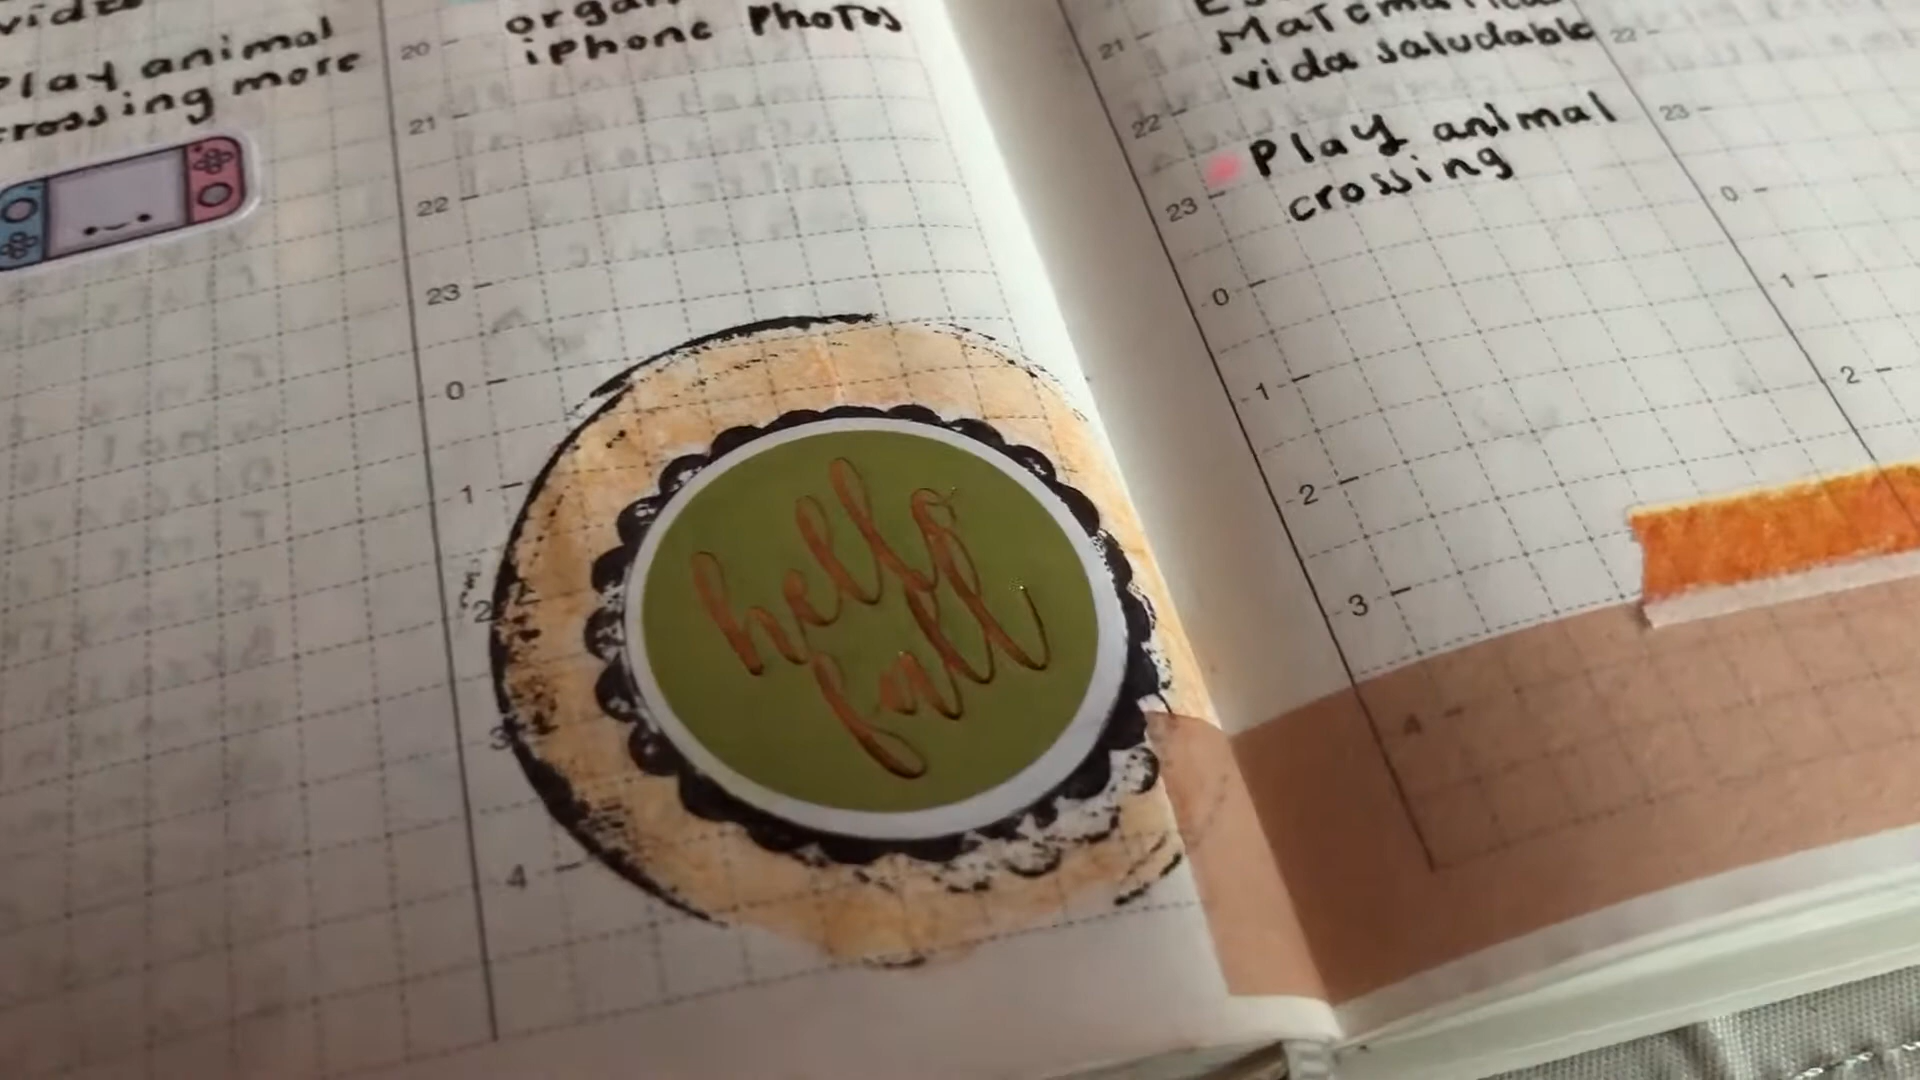 Play animal
crossing more
20
iPhone Photos
21
22
23
0
1
2
3
4
hello
fall
21
Matematicas
vida saludable
22
Play animal
crossing
23
0
1
2
3
4
22
23
0
1
2